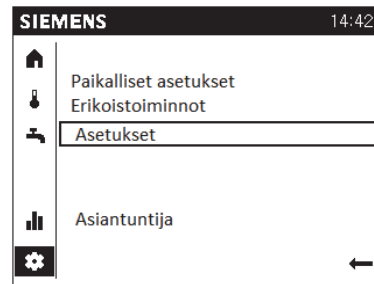 SIEMENS 14:42
Paikalliset asetukset
Erikoistoiminnot
Asetukset
Asiantuntija